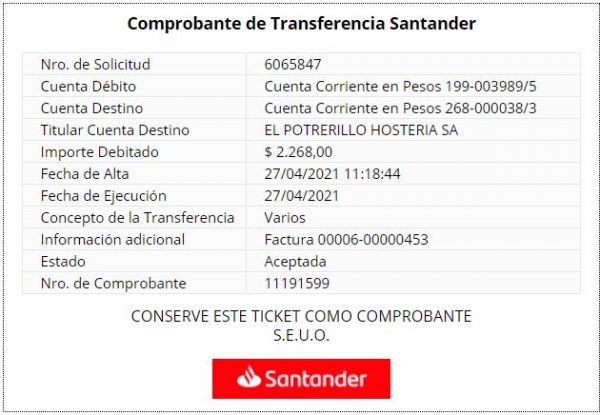 Comprobante de Transferencia Santander
Nro. de Solicitud 6065847
Cuenta Débito Cuenta Corriente en Pesos 199-003989/5
Cuenta Destino Cuenta Corriente en Pesos 268-000038/3
Titular Cuenta Destino EL POTRERILLO HOSTERIA SA
Importe Debitado $ 2.268,00
Fecha de Alta 27/04/2021 11:18:44
Fecha de Ejecución 27/04/2021
Concepto de la Transferencia Varios
Información adicional Factura 00006-00000453
Estado Aceptada
Nro. de Comprobante 11191599
CONSERVE ESTE TICKET COMO COMPROBANTE
S.E.U.O.
Santander